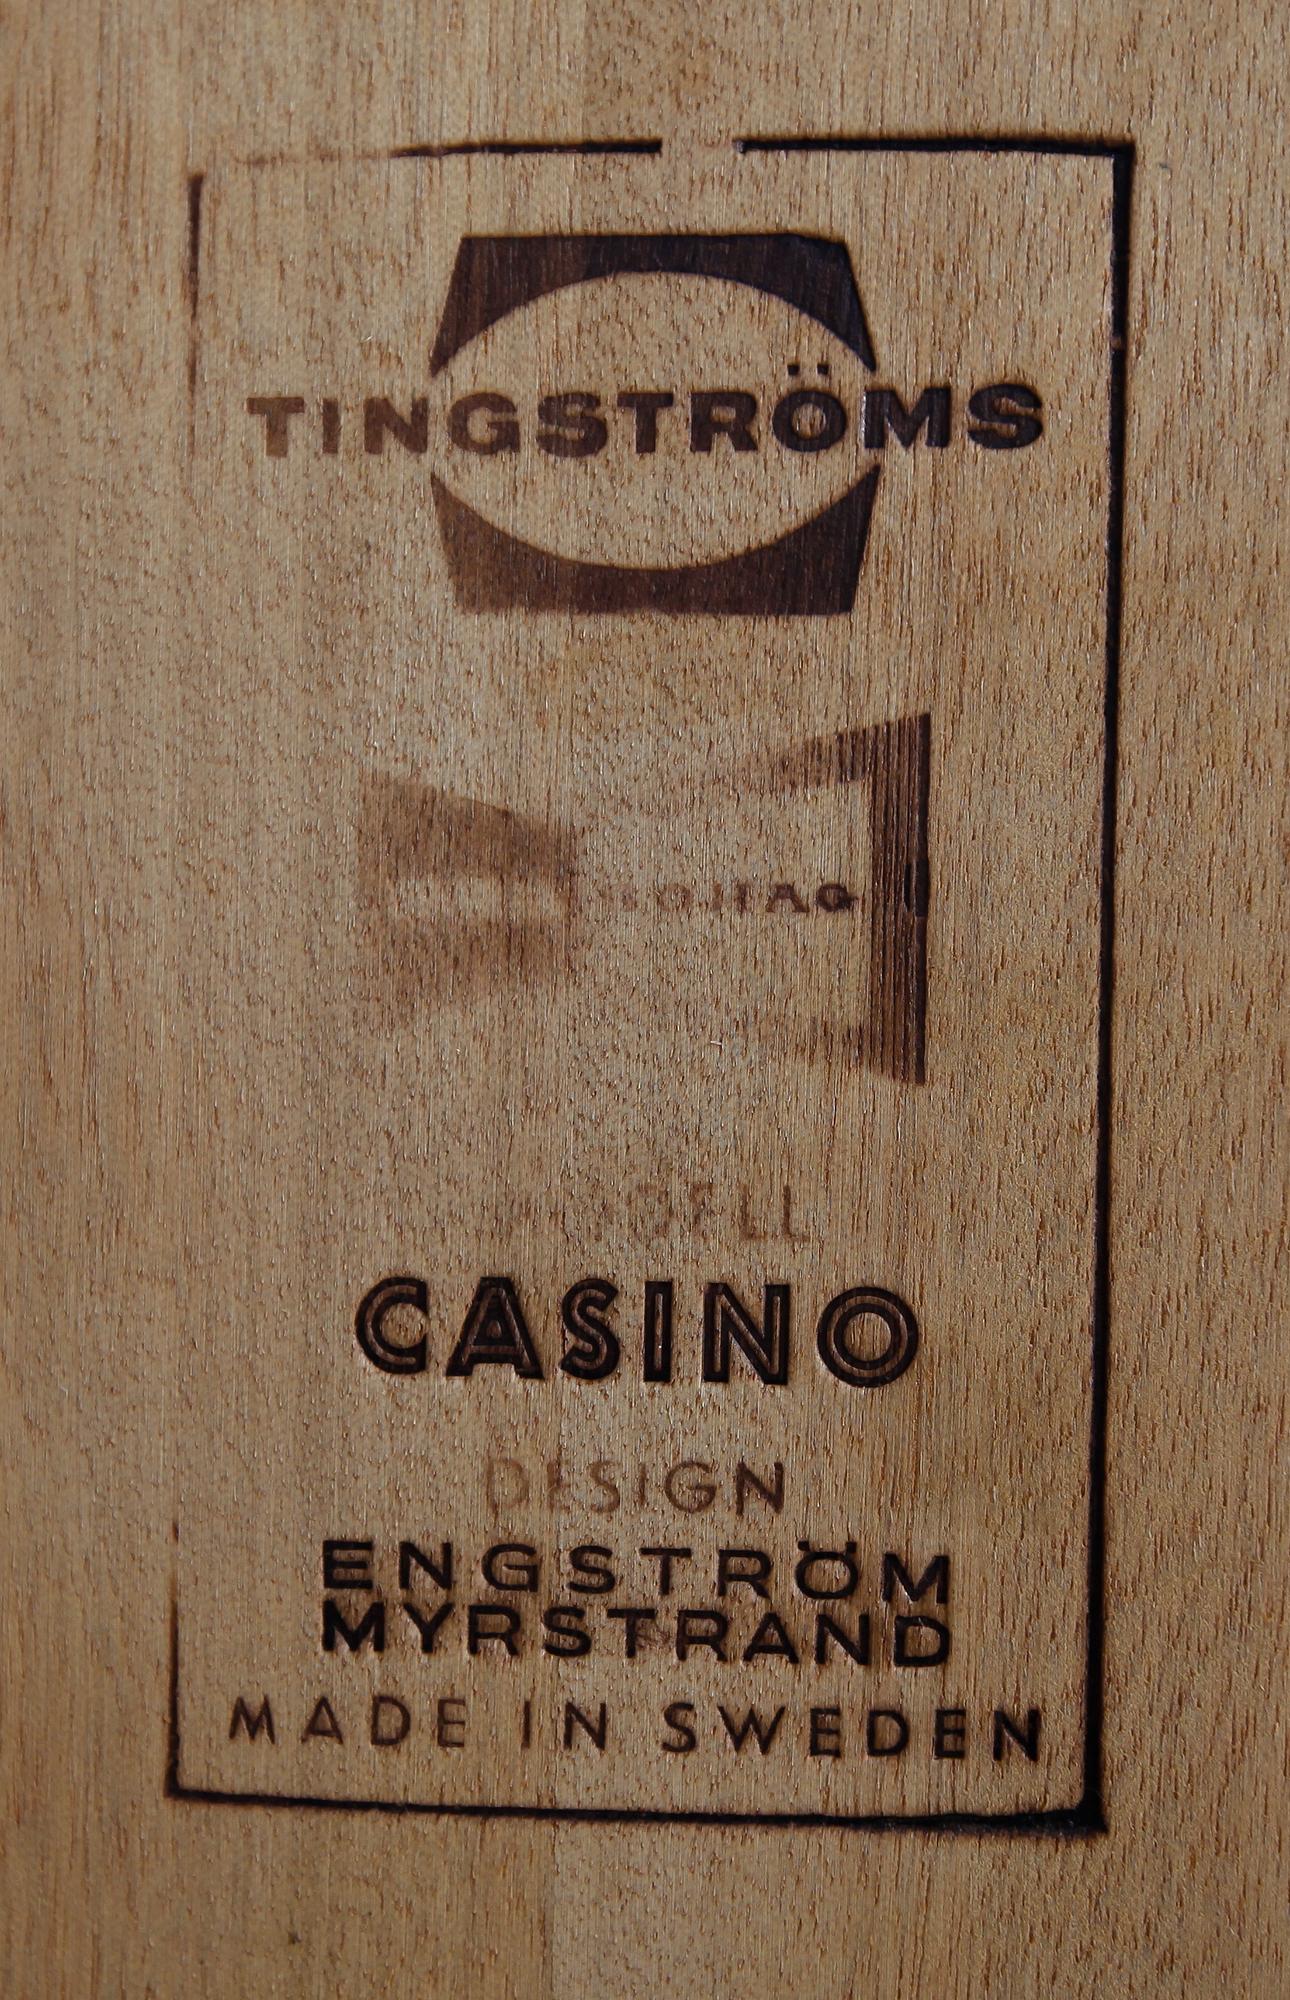 TINGSTRÖMS
CASINO
DESIGN
ENGSTRÖM
MYRSTRAND
MADE IN SWEDEN